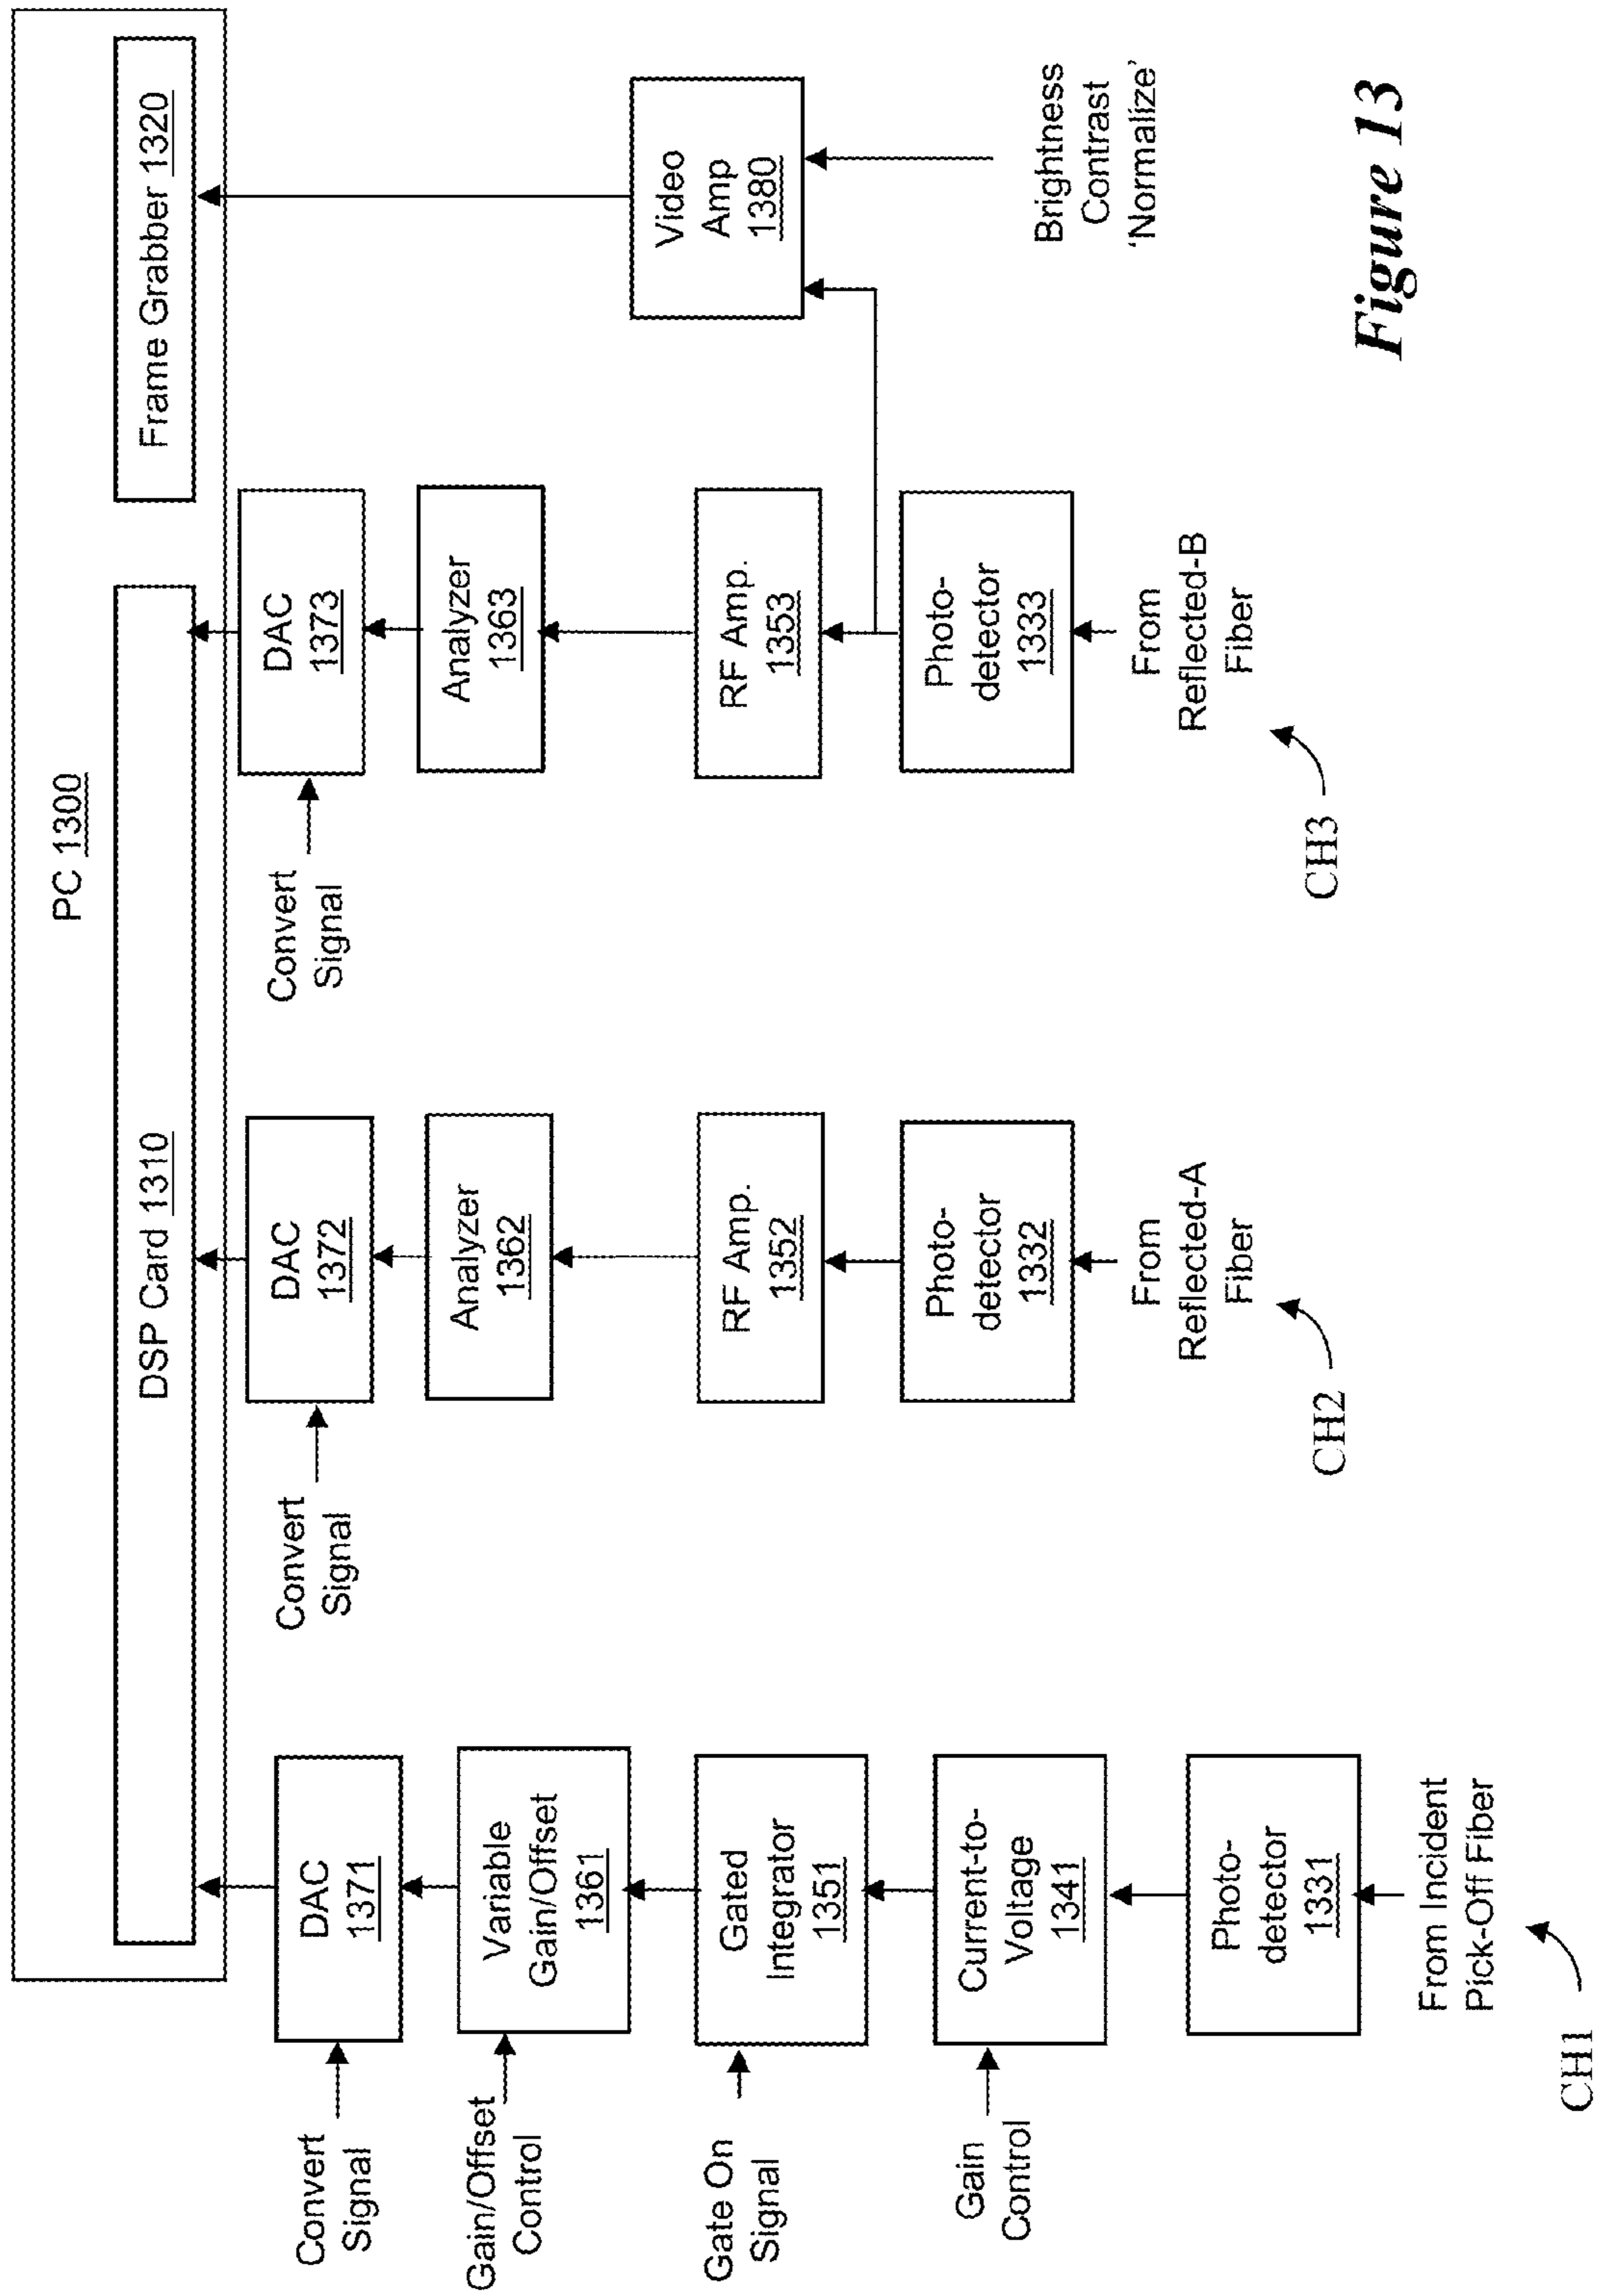 PC 1300
DSP Card 1310
Frame Grabber 1320
Convert
Signal
DAC
1371
Gain/Offset
Control
Variable
Gain/Offset
1361
Gate On
Signal
Gated
Integrator
1351
Gain
Control
Current-to-
Voltage
1341
Photo-
detector
1331
From Incident
Pick-Off Fiber
CH1
Convert
Signal
DAC
1372
Analyzer
1362
RF Amp.
1352
Photo-
detector
1332
From
Reflected-A
Fiber
CH2
Convert
Signal
DAC
1373
Analyzer
1363
RF Amp.
1353
Photo-
detector
1333
From
Reflected-B
Fiber
CH3
Video
Amp
1380
Brightness
Contrast
‘Normalize’
Figure 13